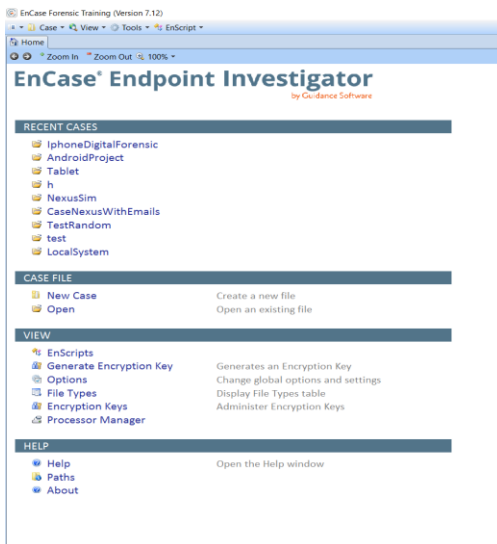 EnCase Forensic Training (Version 7.12)
Case View Tools EnScript
Home
Zoom In Zoom Out 100%
EnCase® Endpoint Investigator
by Guidance Software
RECENT CASES
IphoneDigitalForensic
AndroidProject
Tablet
h
NexusSim
CaseNexusWithEmails
TestRandom
test
LocalSystem
CASE FILE
New Case Create a new file
Open Open an existing file
VIEW
EnScripts
Generate Encryption Key Generates an Encryption Key
Options Change global options and settings
File Types Display File Types table
Encryption Keys Administer Encryption Keys
Processor Manager
HELP
Help Open the Help window
Paths
About